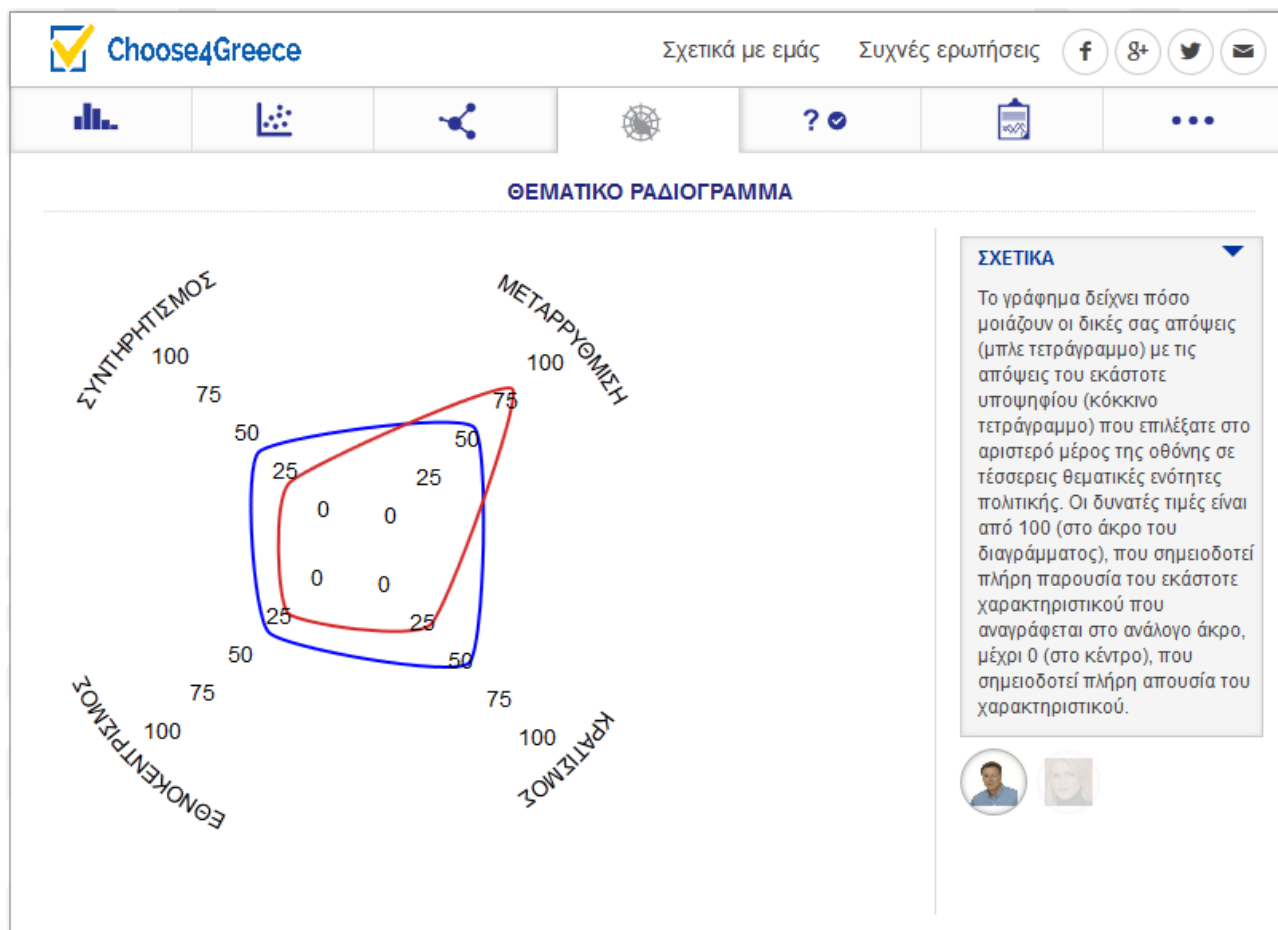 Choose4Greece
Σχετικά με εμάς
Συχνές ερωτήσεις
f
g+
?
ΘΕΜΑΤΙΚΟ ΡΑΔΙΟΓΡΑΜΜΑ
ΣΥΝΤΗΡΗΤΙΣΜΟΣ
100
75
50
25
0
ΜΕΤΑΡΡΥΘΜΙΣΗ
100
75
50
25
0
0
25
50
75
100
ΕΘΝΟΚΕΝΤΡΙΣΜΟΣ
0
25
50
75
100
ΚΡΑΤΙΣΜΟΣ
ΣΧΕΤΙΚΑ
Το γράφημα δείχνει πόσο
μοιάζουν οι δικές σας απόψεις
(μπλε τετράγραμμο) με τις
απόψεις του εκάστοτε
υποψηφίου (κόκκινο
τετράγραμμο) που επιλέξατε στο
αριστερό μέρος της οθόνης σε
τέσσερεις θεματικές ενότητες
πολιτικής. Οι δυνατές τιμές είναι
από 100 (στο άκρο του
διαγράμματος), που σημειοδοτεί
πλήρη παρουσία του εκάστοτε
χαρακτηριστικού που
αναγράφεται στο ανάλογο άκρο,
μέχρι 0 (στο κέντρο), που
σημειοδοτεί πλήρη απουσία του
χαρακτηριστικού.